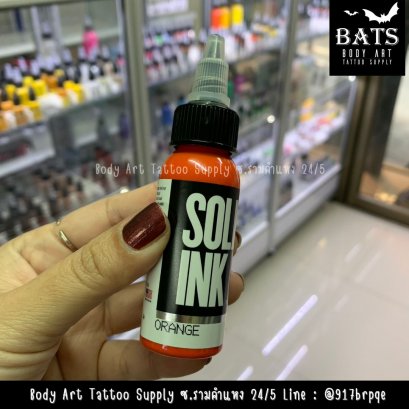 BATS
BODY ART
TATTOO SUPPLY
Body Art Tattoo Supply ซ.รามคำแหง 24/5
SOL
INK
ORANGE
Body Art Tattoo Supply ซ.รามคำแหง 24/5 Line : @917brpqe